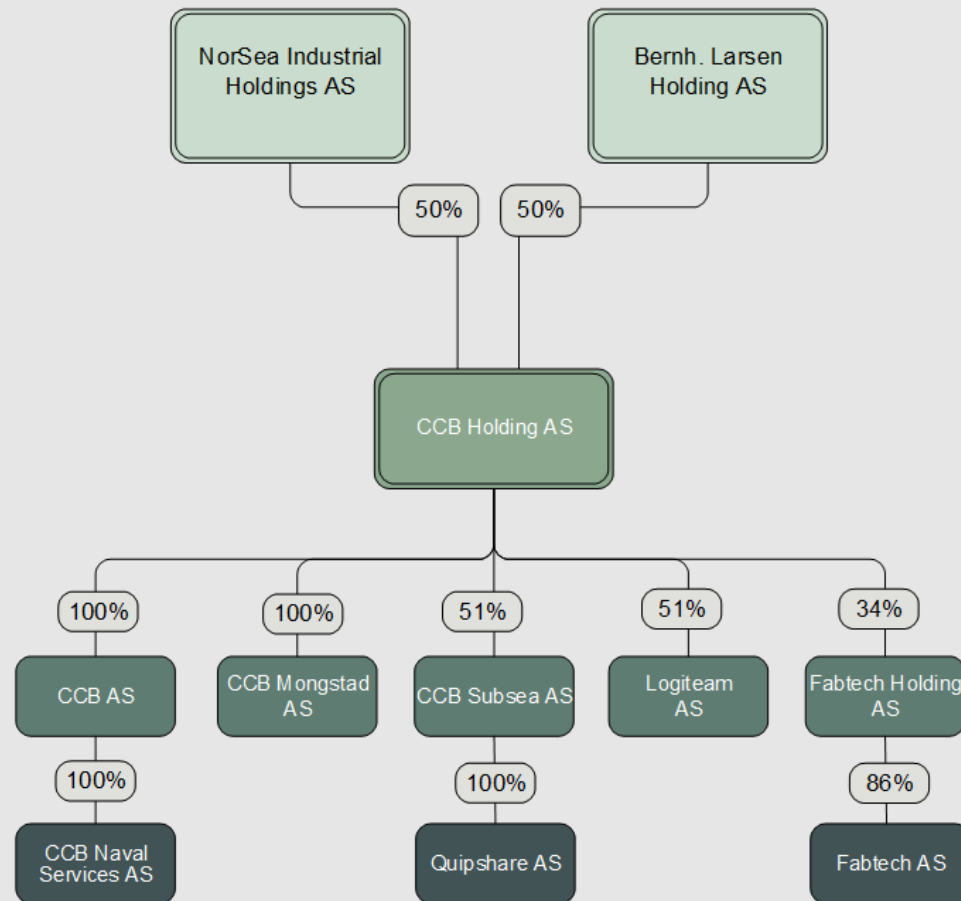 NorSea Industrial
Holdings AS
Bernh. Larsen
Holding AS
50%
50%
CCB Holding AS
100%
100%
51%
51%
34%
CCB AS
CCB Mongstad
AS
CCB Subsea AS
Logiteam
AS
Fabtech Holding
AS
100%
100%
86%
CCB Naval
Services AS
Quipshare AS
Fabtech AS